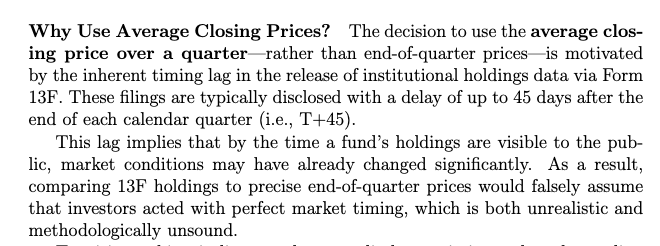 Why Use Average Closing Prices? The decision to use the average clos-
ing price over a quarter—rather than end-of-quarter prices—is motivated
by the inherent timing lag in the release of institutional holdings data via Form
13F. These filings are typically disclosed with a delay of up to 45 days after the
end of each calendar quarter (i.e., T+45).
This lag implies that by the time a fund's holdings are visible to the pub-
lic, market conditions may have already changed significantly. As a result,
comparing 13F holdings to precise end-of-quarter prices would falsely assume
that investors acted with perfect market timing, which is both unrealistic and
methodologically unsound.